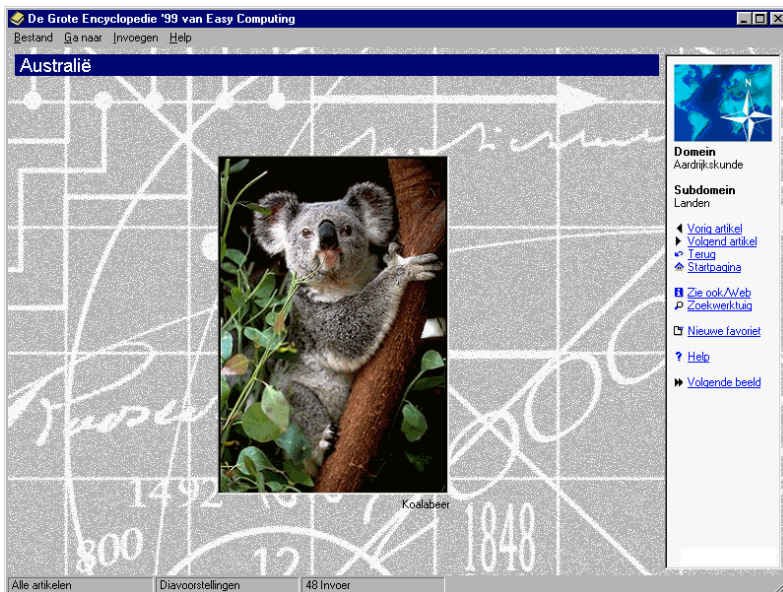 De Grote Encyclopedie '99 van Easy Computing
Bestand Ga naar Invoegen Help
Australië
N
Domein
Aardrijkskunde
Subdomein
Landen
Vorig artikel
Volgend artikel
Terug
Startpagina
Zie ook/Web
Zoekwerktuig
Nieuwe favoriet
? Help
Volgende beeld
Koalabeer
1492
1848
800
12
Alle artikelen Diavoorstellingen 48 Invoer